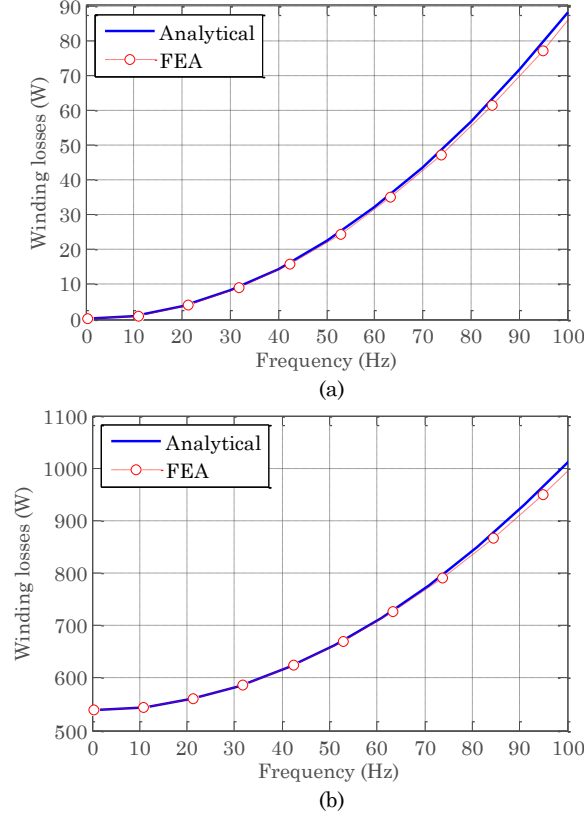 90
80
70
60
50
40
30
20
10
0
Winding losses (W)
Analytical
FEA
0 10 20 30 40 50 60 70 80 90 100
Frequency (Hz)
(a)
1100
1000
900
800
700
600
500
Winding losses (W)
Analytical
FEA
0 10 20 30 40 50 60 70 80 90 100
Frequency (Hz)
(b)